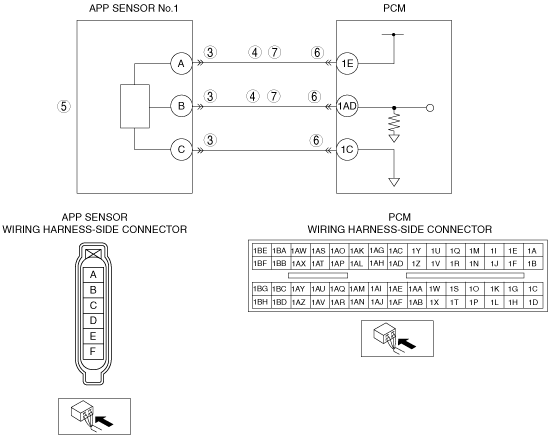 APP SENSOR No.1 PCM
A 3 4 7 6 1E
5 B 3 4 7 6 1AD
C 3 6 1C
APP SENSOR
WIRING HARNESS-SIDE CONNECTOR
A
B
C
D
E
F
PCM
WIRING HARNESS-SIDE CONNECTOR
1BE 1BA 1AW 1AS 1AO 1AK 1AG 1AC 1Y 1U 1Q 1M 1I 1E 1A
1BF 1BB 1AX 1AT 1AP 1AL 1AH 1AD 1Z 1V 1R 1N 1J 1F 1B
1BG 1BC 1AY 1AU 1AQ 1AM 1AI 1AE 1AA 1W 1S 1O 1K 1G 1C
1BH 1BD 1AZ 1AV 1AR 1AN 1AJ 1AF 1AB 1X 1T 1P 1L 1H 1D